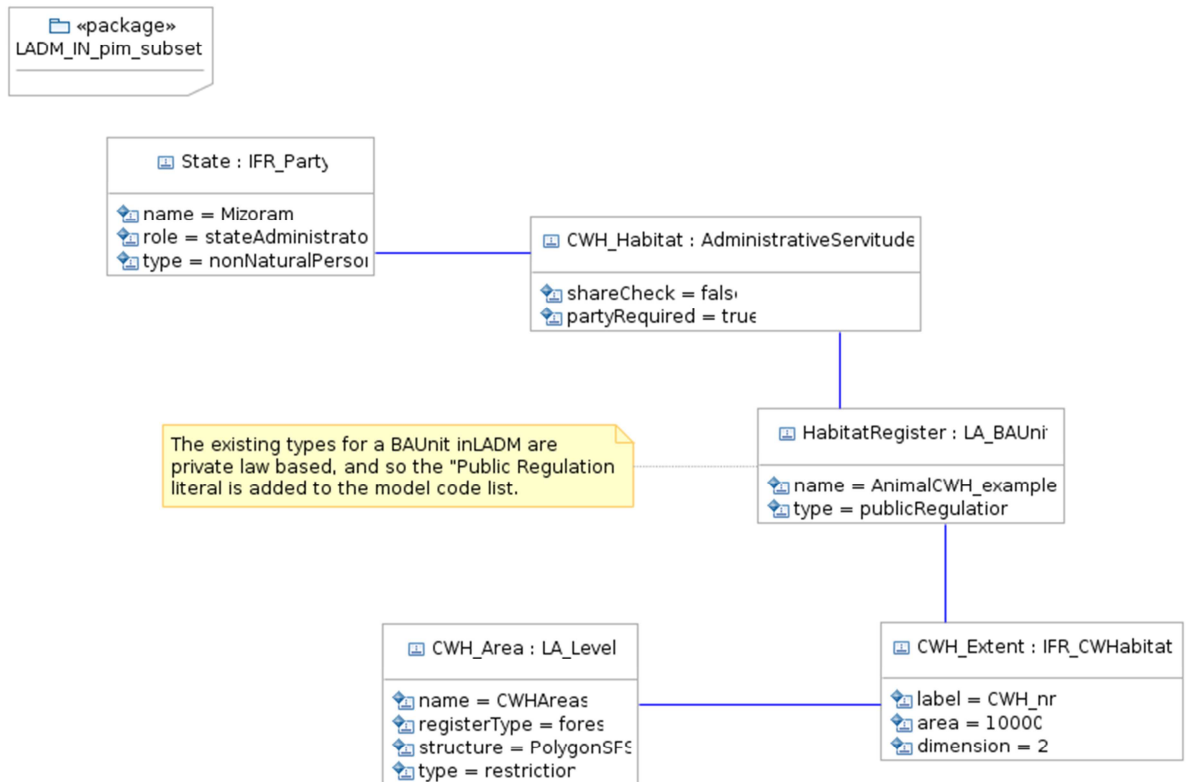 «package»
LADM_IN_pim_subset
State : IFR_Party
name = Mizoram
role = stateAdministrato
type = nonNaturalPerson
CWH_Habitat : AdministrativeServitude
shareCheck = fals
partyRequired = true
The existing types for a BAUnit inLADM are
private law based, and so the "Public Regulation
literal is added to the model code list.
HabitatRegister : LA_BAUnit
name = AnimalCWH_example
type = publicRegulation
CWH_Area : LA_Level
name = CWHAreas
registerType = fores
structure = PolygonSFS
type = restriction
CWH_Extent : IFR_CWHabitat
label = CWH_nr
area = 10000
dimension = 2